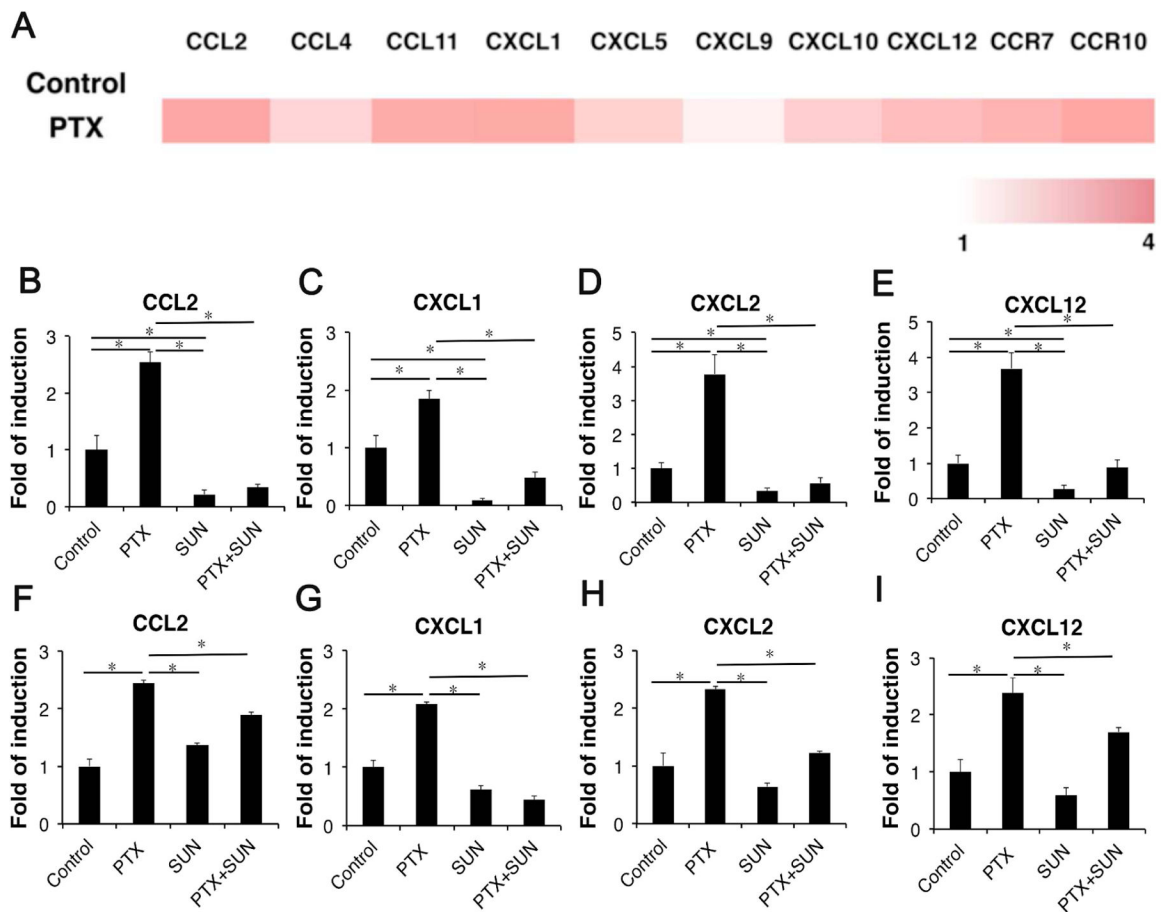 A
CCL2 CCL4 CCL11 CXCL1 CXCL5 CXCL9 CXCL10 CXCL12 CCR7 CCR10
Control
PTX
1 4
B
CCL2
Fold of induction
3
2
1
0
* * * *
Control PTX SUN PTX+SUN
C
CXCL1
Fold of induction
3
2
1
0
* * * *
Control PTX SUN PTX+SUN
D
CXCL2
Fold of induction
5
4
3
2
1
0
* * * *
Control PTX SUN PTX+SUN
E
CXCL12
Fold of induction
5
4
3
2
1
0
* * * *
Control PTX SUN PTX+SUN
F
CCL2
Fold of induction
3
2
1
0
* * *
Control PTX SUN PTX+SUN
G
CXCL1
Fold of induction
3
2
1
0
* * *
Control PTX SUN PTX+SUN
H
CXCL2
Fold of induction
3
2
1
0
* * *
Control PTX SUN PTX+SUN
I
CXCL12
Fold of induction
3
2
1
0
* * *
Control PTX SUN PTX+SUN